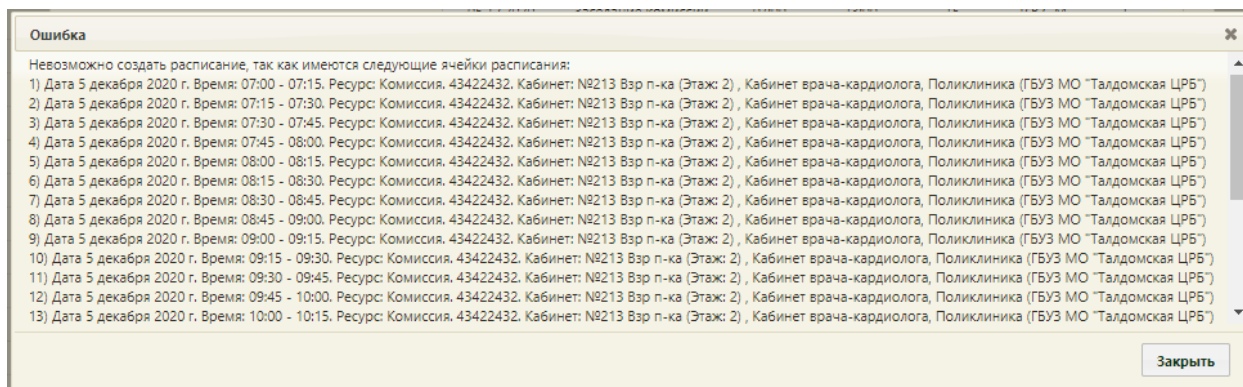 Ошибка
Невозможно создать расписание, так как имеются следующие ячейки расписания:
1) Дата 5 декабря 2020 г. Время: 07:00 - 07:15. Ресурс: Комиссия. 43422432. Кабинет: №213 Взр п-ка (Этаж: 2) , Кабинет врача-кардиолога, Поликлиника (ГБУЗ МО "Талдомская ЦРБ")
2) Дата 5 декабря 2020 г. Время: 07:15 - 07:30. Ресурс: Комиссия. 43422432. Кабинет: №213 Взр п-ка (Этаж: 2) , Кабинет врача-кардиолога, Поликлиника (ГБУЗ МО "Талдомская ЦРБ")
3) Дата 5 декабря 2020 г. Время: 07:30 - 07:45. Ресурс: Комиссия. 43422432. Кабинет: №213 Взр п-ка (Этаж: 2) , Кабинет врача-кардиолога, Поликлиника (ГБУЗ МО "Талдомская ЦРБ")
4) Дата 5 декабря 2020 г. Время: 07:45 - 08:00. Ресурс: Комиссия. 43422432. Кабинет: №213 Взр п-ка (Этаж: 2) , Кабинет врача-кардиолога, Поликлиника (ГБУЗ МО "Талдомская ЦРБ")
5) Дата 5 декабря 2020 г. Время: 08:00 - 08:15. Ресурс: Комиссия. 43422432. Кабинет: №213 Взр п-ка (Этаж: 2) , Кабинет врача-кардиолога, Поликлиника (ГБУЗ МО "Талдомская ЦРБ")
6) Дата 5 декабря 2020 г. Время: 08:15 - 08:30. Ресурс: Комиссия. 43422432. Кабинет: №213 Взр п-ка (Этаж: 2) , Кабинет врача-кардиолога, Поликлиника (ГБУЗ МО "Талдомская ЦРБ")
7) Дата 5 декабря 2020 г. Время: 08:30 - 08:45. Ресурс: Комиссия. 43422432. Кабинет: №213 Взр п-ка (Этаж: 2) , Кабинет врача-кардиолога, Поликлиника (ГБУЗ МО "Талдомская ЦРБ")
8) Дата 5 декабря 2020 г. Время: 08:45 - 09:00. Ресурс: Комиссия. 43422432. Кабинет: №213 Взр п-ка (Этаж: 2) , Кабинет врача-кардиолога, Поликлиника (ГБУЗ МО "Талдомская ЦРБ")
9) Дата 5 декабря 2020 г. Время: 09:00 - 09:15. Ресурс: Комиссия. 43422432. Кабинет: №213 Взр п-ка (Этаж: 2) , Кабинет врача-кардиолога, Поликлиника (ГБУЗ МО "Талдомская ЦРБ")
10) Дата 5 декабря 2020 г. Время: 09:15 - 09:30. Ресурс: Комиссия. 43422432. Кабинет: №213 Взр п-ка (Этаж: 2) , Кабинет врача-кардиолога, Поликлиника (ГБУЗ МО "Талдомская ЦРБ")
11) Дата 5 декабря 2020 г. Время: 09:30 - 09:45. Ресурс: Комиссия. 43422432. Кабинет: №213 Взр п-ка (Этаж: 2) , Кабинет врача-кардиолога, Поликлиника (ГБУЗ МО "Талдомская ЦРБ")
12) Дата 5 декабря 2020 г. Время: 09:45 - 10:00. Ресурс: Комиссия. 43422432. Кабинет: №213 Взр п-ка (Этаж: 2) , Кабинет врача-кардиолога, Поликлиника (ГБУЗ МО "Талдомская ЦРБ")
13) Дата 5 декабря 2020 г. Время: 10:00 - 10:15. Ресурс: Комиссия. 43422432. Кабинет: №213 Взр п-ка (Этаж: 2) , Кабинет врача-кардиолога, Поликлиника (ГБУЗ МО "Талдомская ЦРБ")
Закрыть